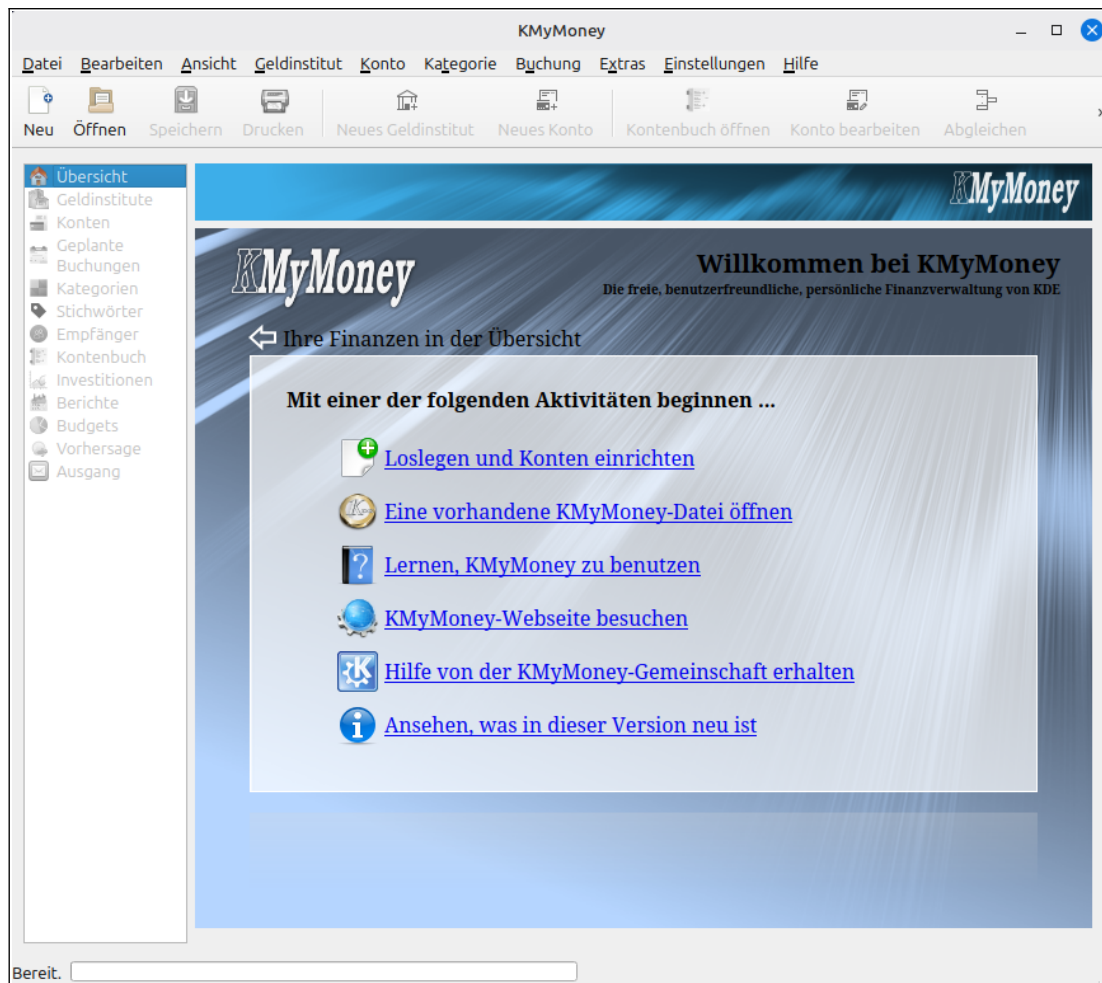 KMyMoney
Datei Bearbeiten Ansicht Geldinstitut Konto Kategorie Buchung Extras Einstellungen Hilfe
Neu Öffnen Speichern Drucken Neues Geldinstitut Neues Konto Kontenbuch öffnen Konto bearbeiten Abgleichen
Übersicht
Geldinstitute
Konten
Geplante
Buchungen
Kategorien
Stichwörter
Empfänger
Kontenbuch
Investitionen
Berichte
Budgets
Vorhersage
Ausgang
KMyMoney
KMyMoney
Willkommen bei KMyMoney
Die freie, benutzerfreundliche, persönliche Finanzverwaltung von KDE
Ihre Finanzen in der Übersicht
Mit einer der folgenden Aktivitäten beginnen ...
Loslegen und Konten einrichten
Eine vorhandene KMyMoney-Datei öffnen
Lernen, KMyMoney zu benutzen
KMyMoney-Webseite besuchen
Hilfe von der KMyMoney-Gemeinschaft erhalten
Ansehen, was in dieser Version neu ist
Bereit.